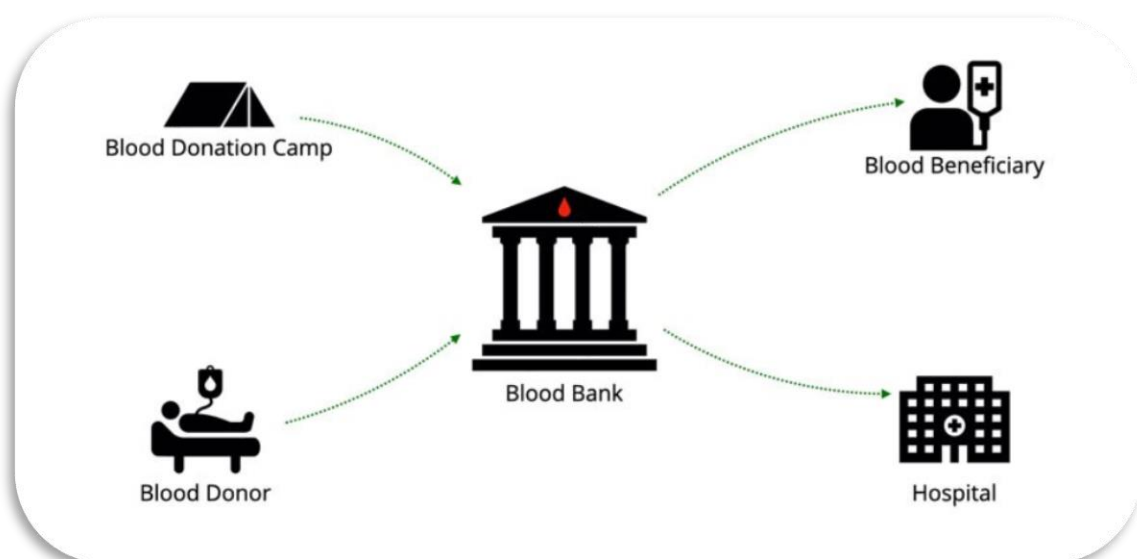 Blood Donation Camp
Blood Beneficiary
Blood Bank
Blood Donor
Hospital